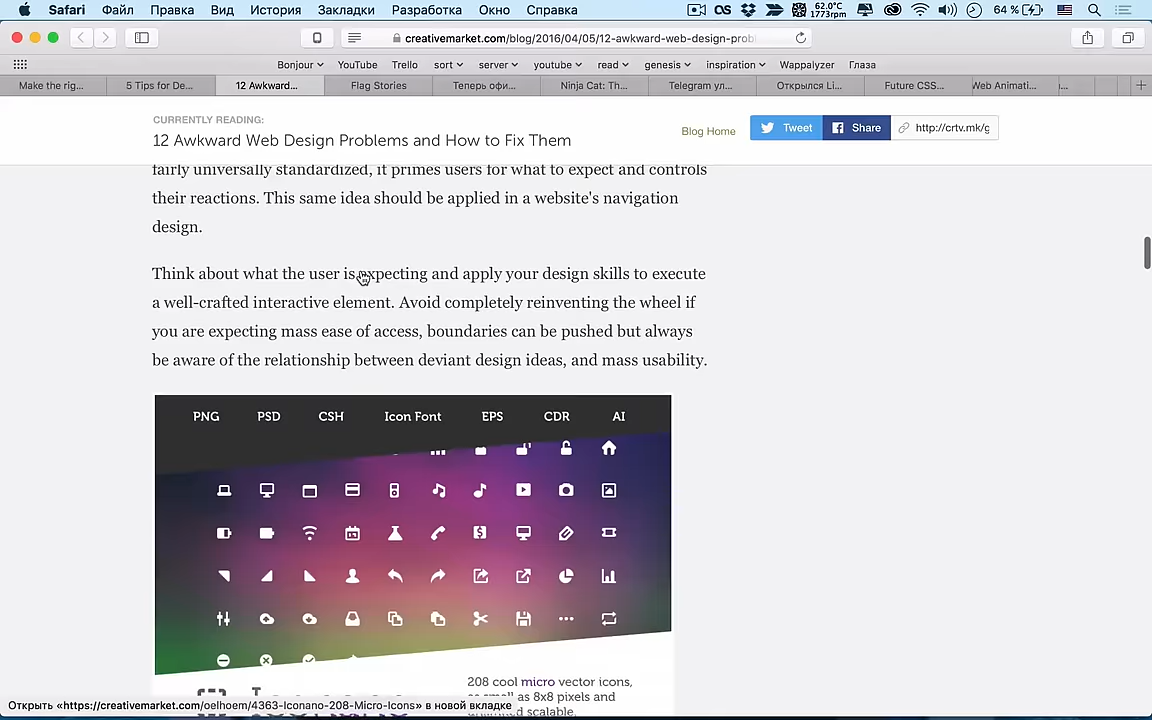 Safari Файл Правка Вид История Закладки Разработка Окно Справка 62.0°C 1773rpm 64 %
creativemarket.com/blog/2016/04/05/12-awkward-web-design-probl
Bonjour YouTube Trello sort server youtube read genesis inspiration Wappalyzer Глаза
Make the rig... 5 Tips for De... 12 Awkward... Flag Stories Теперь офи... Ninja Cat: Th... Telegram ул... Открылся Li... Future CSS... Web Animati...
CURRENTLY READING:
12 Awkward Web Design Problems and How to Fix Them
Blog Home Tweet Share http://crtv.mk/g
fairly universally standardized, it primes users for what to expect and controls
their reactions. This same idea should be applied in a website's navigation
design.
Think about what the user is expecting and apply your design skills to execute
a well-crafted interactive element. Avoid completely reinventing the wheel if
you are expecting mass ease of access, boundaries can be pushed but always
be aware of the relationship between deviant design ideas, and mass usability.
PNG PSD CSH Icon Font EPS CDR AI
208 cool micro vector icons,
as small as 8x8 pixels and
scalable.
Открыть «https://creativemarket.com/oelhoem/4363-Iconano-208-Micro-Icons» в новой вкладке